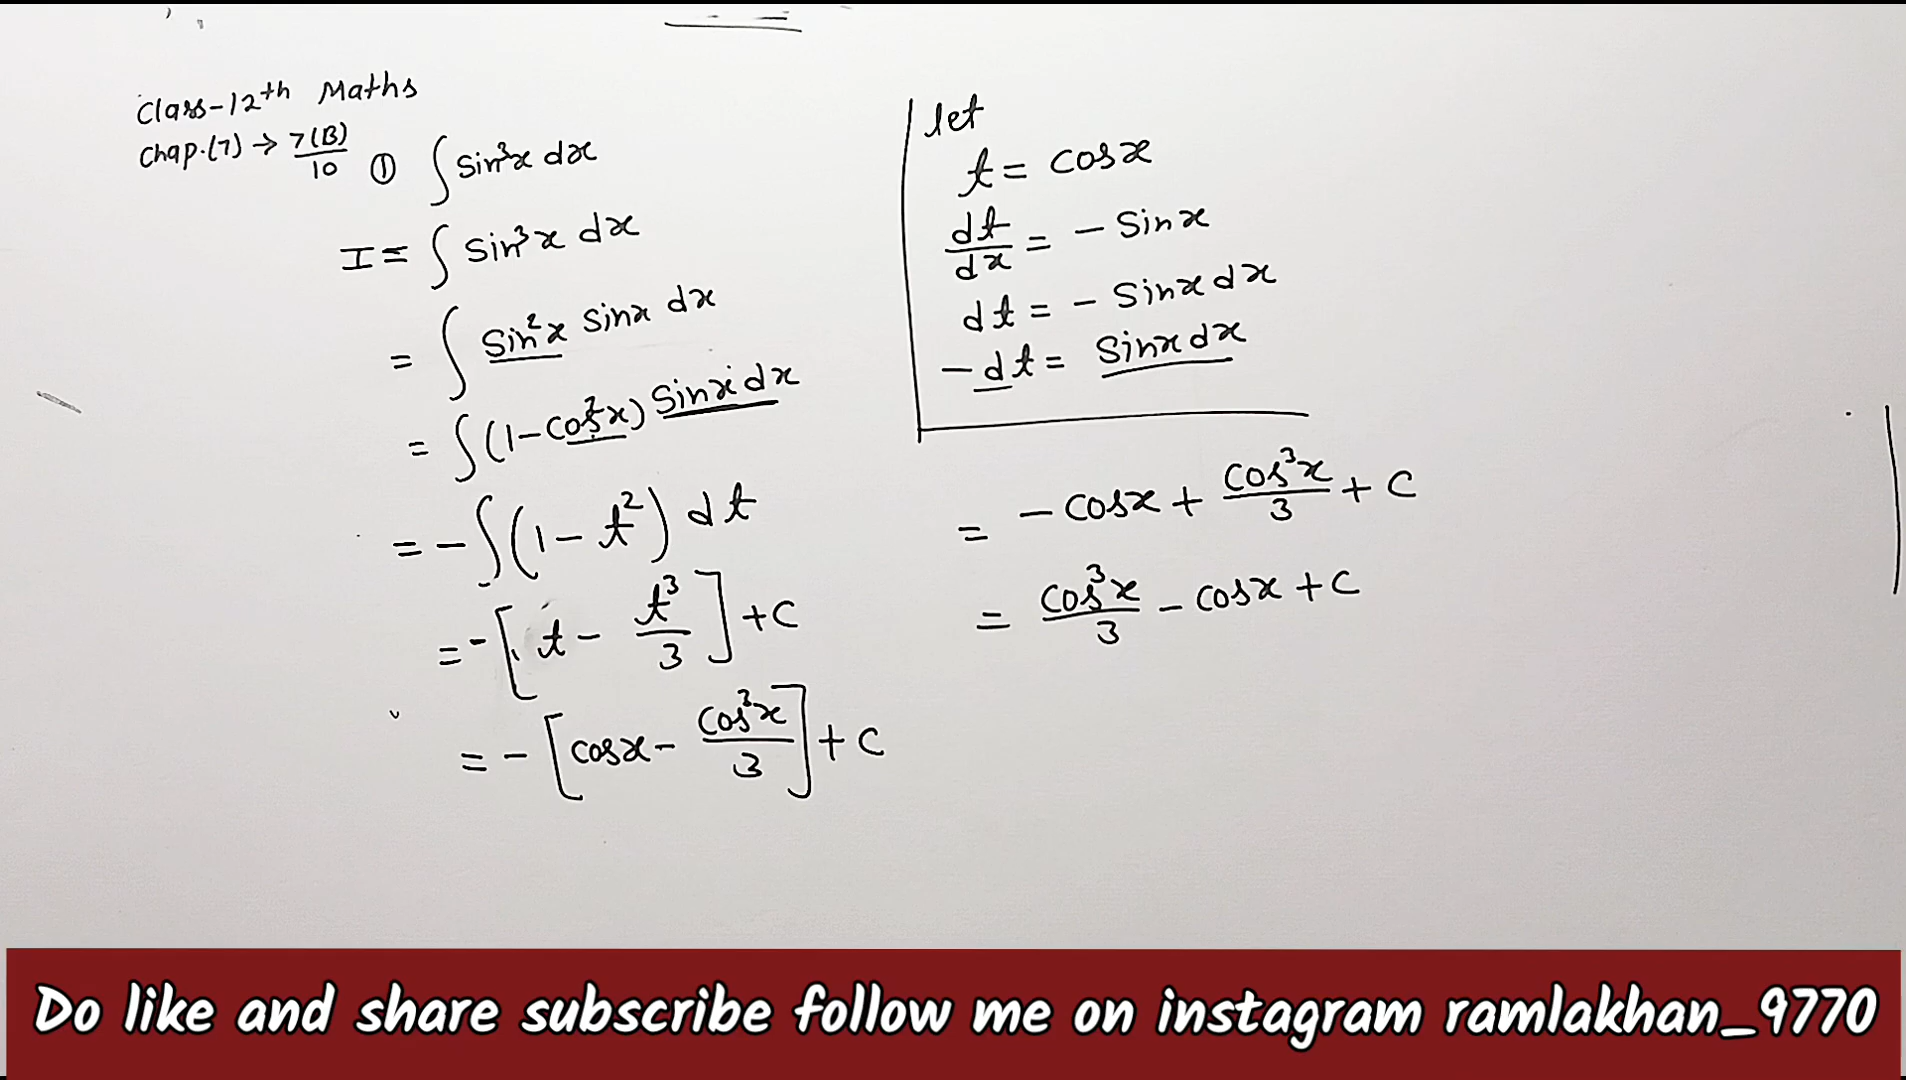 Class-12th Maths
Chap.(7) → 7(B)/10 ① ∫ Sin³x dx
I = ∫ Sin³x dx
= ∫ Sin²x Sinx dx
= ∫(1-Cos²x) Sinx dx
= -∫(1-t²) dt
= -[t - t³/3] + C
= -[Cosx - Cos³x/3] + C
let
t = Cosx
dt/dx = - Sinx
dt = - Sinx dx
-dt = Sinx dx
= - Cosx + Cos³x/3 + C
= Cos³x/3 - Cosx + C
Do like and share subscribe follow me on instagram ramlakhan_9770